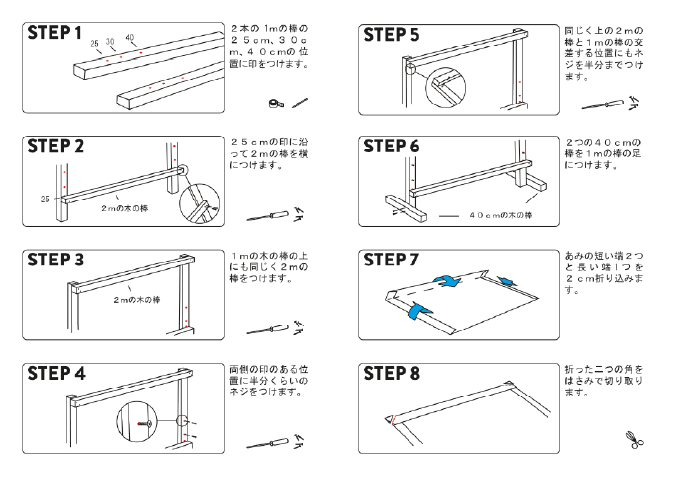 STEP 1
25 30 40
2本の 1mの棒の
２５cm、３０c
m、４０cmの 位
置に印をつけます。
STEP 2
25
2mの木の棒
２５cmの印に沿
って２mの棒を横
につけます。
STEP 3
2mの木の棒
1mの木の棒の上
にも同じく２mの
棒をつけます。
STEP 4
両側の印のある位
置に半分くらいの
ネジをつけます。
STEP 5
同じく上の２mの
棒と１mの棒の交
差する位置にもネ
ジを半分までつけ
ます。
STEP 6
40cmの木の棒
2つの４０cmの
棒を１mの棒の足
につけます。
STEP 7
あみの短い端２つ
と長い端1つを
２cm折り込みま
す。
STEP 8
折った二つの角を
はさみで切り取り
ます。